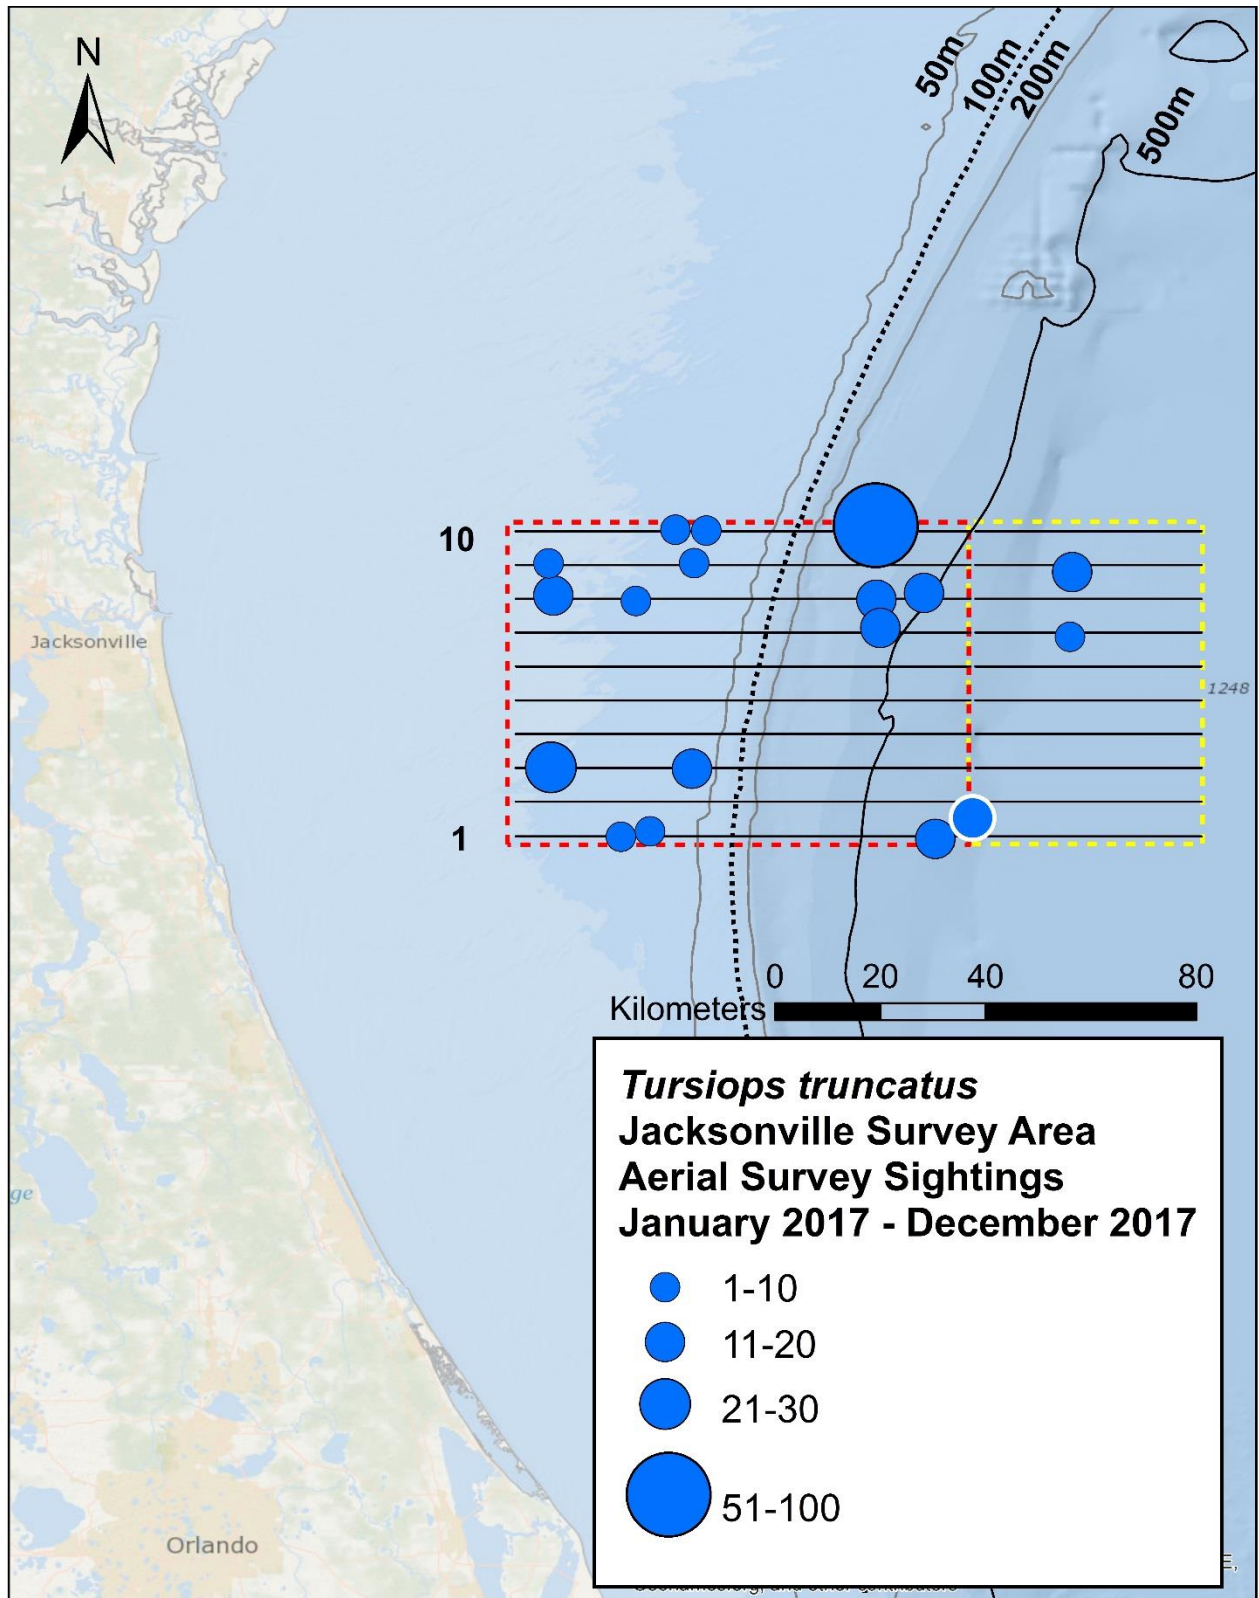 N
50m
100m
200m
500m
10
Jacksonville
1248
1
0 20 40 80
Kilometers
Tursiops truncatus
Jacksonville Survey Area
Aerial Survey Sightings
January 2017 - December 2017
1-10
11-20
21-30
51-100
ge
Orlando
E,